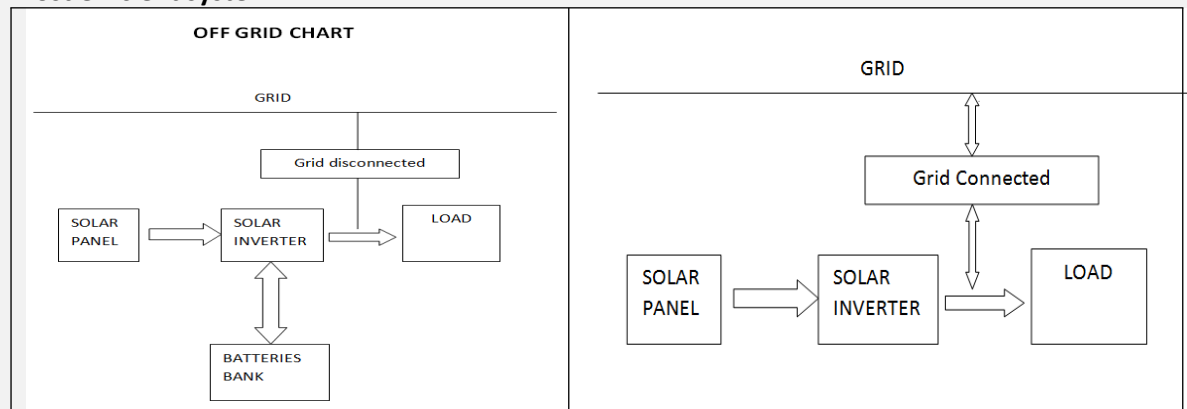 OFF GRID CHART
GRID
Grid disconnected
SOLAR
PANEL
SOLAR
INVERTER
LOAD
BATTERIES
BANK
GRID
Grid Connected
SOLAR
PANEL
SOLAR
INVERTER
LOAD